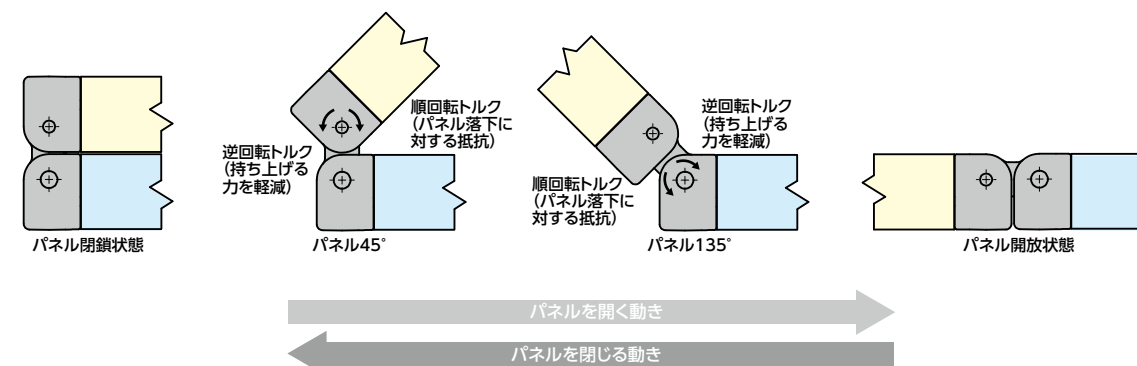 順回転トルク
(パネル落下に
対する抵抗)
逆回転トルク
(持ち上げる
力を軽減)
逆回転トルク
(持ち上げる
力を軽減)
順回転トルク
(パネル落下に
対する抵抗)
パネル閉鎖状態
パネル45°
パネル135°
パネル開放状態
パネルを開く動き
パネルを閉じる動き